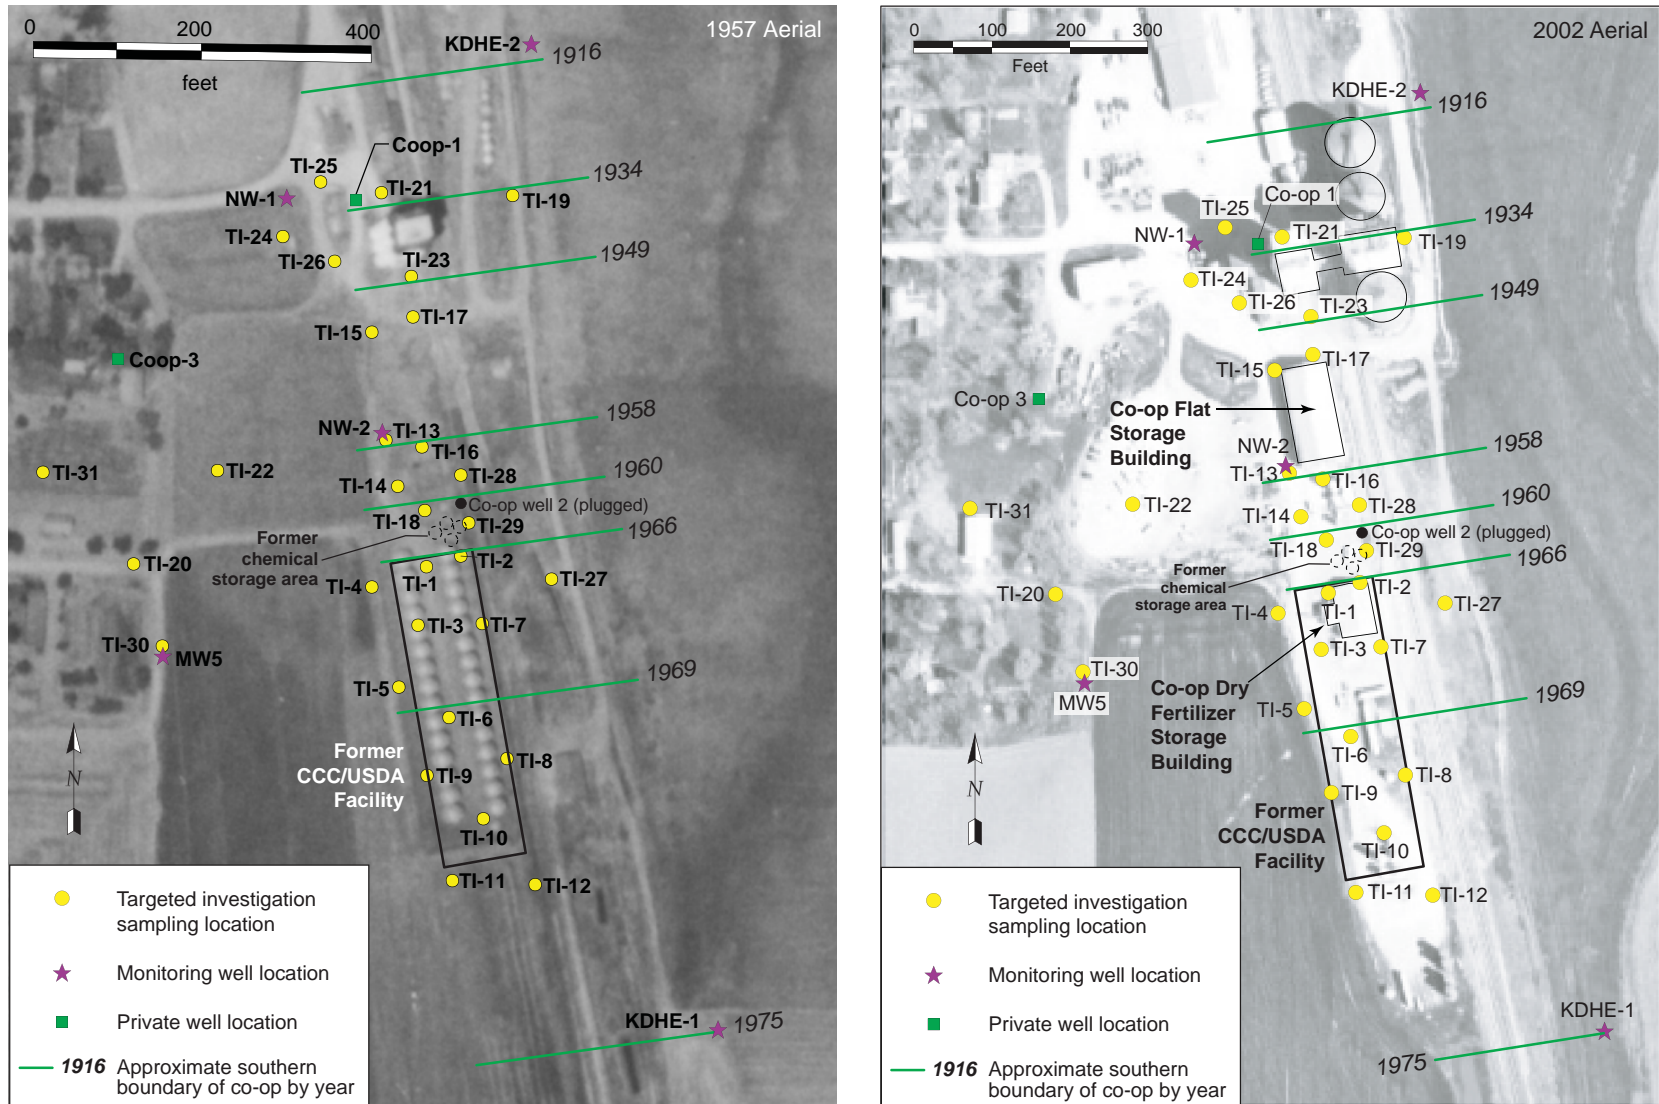 1957 Aerial
0
200
400
feet
KDHE-2
1916
Coop-1
TI-25
TI-21
1934
NW-1
TI-19
TI-24
TI-26
TI-23
1949
TI-17
TI-15
Coop-3
1958
NW-2
TI-13
TI-16
TI-31
TI-22
TI-28
1960
TI-14
Co-op well 2 (plugged)
TI-18
TI-29
1966
Former
chemical
storage area
TI-2
TI-20
TI-1
TI-4
TI-27
TI-3
TI-7
TI-30
MW5
1969
TI-5
TI-6
Former
CCC/USDA
Facility
TI-8
TI-9
N
TI-10
TI-11
TI-12
KDHE-1
1975
Targeted investigation
sampling location
Monitoring well location
Private well location
1916 Approximate southern
boundary of co-op by year
2002 Aerial
0
100
200
300
Feet
KDHE-2
1916
Co-op 1
TI-25
1934
NW-1
TI-21
TI-19
TI-24
1949
TI-26
TI-23
TI-17
TI-15
Co-op 3
Co-op Flat
Storage
Building
1958
NW-2
TI-13
TI-16
1960
TI-31
TI-22
TI-28
TI-14
Co-op well 2 (plugged)
TI-18
TI-29
1966
Former
chemical
storage area
TI-2
TI-20
TI-1
TI-4
TI-27
TI-3
TI-7
TI-30
MW5
Co-op Dry
Fertilizer
Storage
Building
1969
TI-5
TI-6
TI-8
N
TI-9
Former
CCC/USDA
Facility
TI-10
TI-11
TI-12
KDHE-1
1975
Targeted investigation
sampling location
Monitoring well location
Private well location
1916 Approximate southern
boundary of co-op by year